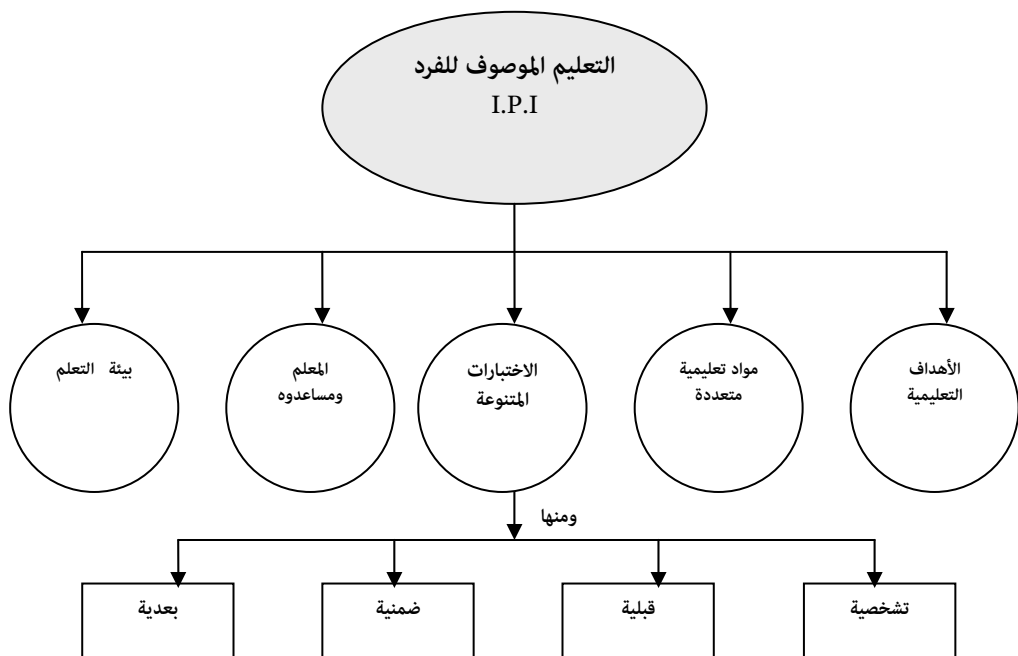 التعليم الموصوف للفرد
I.P.I
الأهداف
التعليمية
مواد تعليمية
متعددة
الاختبارات
المتنوعة
المعلم
ومساعدوه
بيئة التعلم
ومنها
تشخصية
قبلية
ضمنية
بعدية